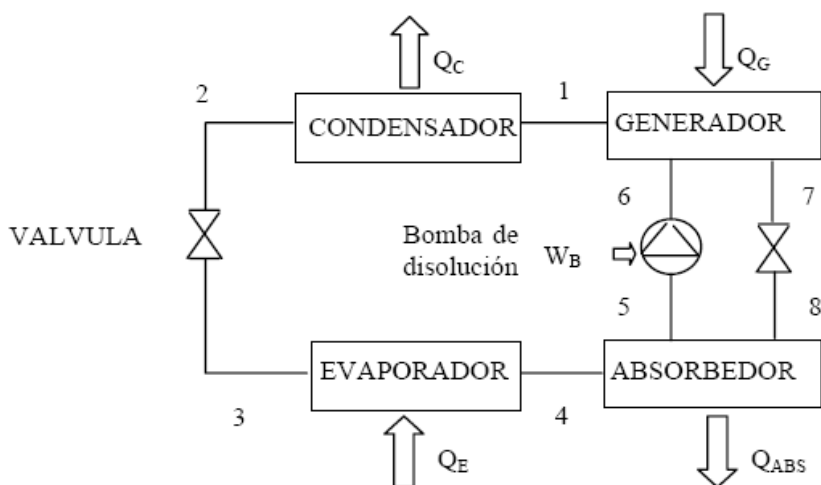 Q_C
Q_G
2
1
CONDENSADOR
GENERADOR
6
7
VALVULA
Bomba de
disolución
W_B
5
8
EVAPORADOR
ABSORBEDOR
3
4
Q_E
Q_ABS